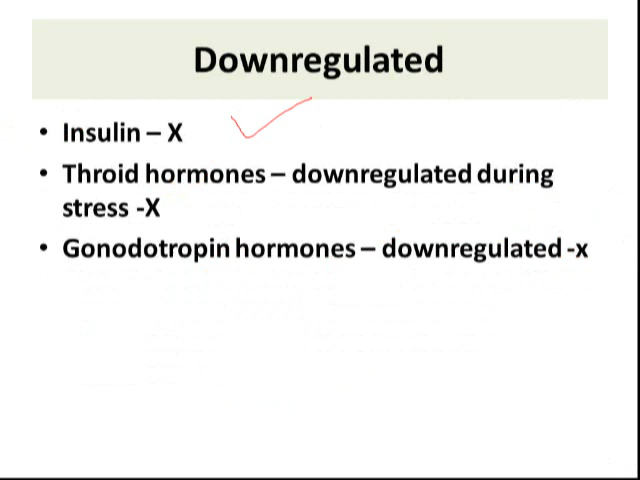 Downregulated
• Insulin – X
• Throid hormones – downregulated during
stress -X
• Gonodotropin hormones – downregulated -x